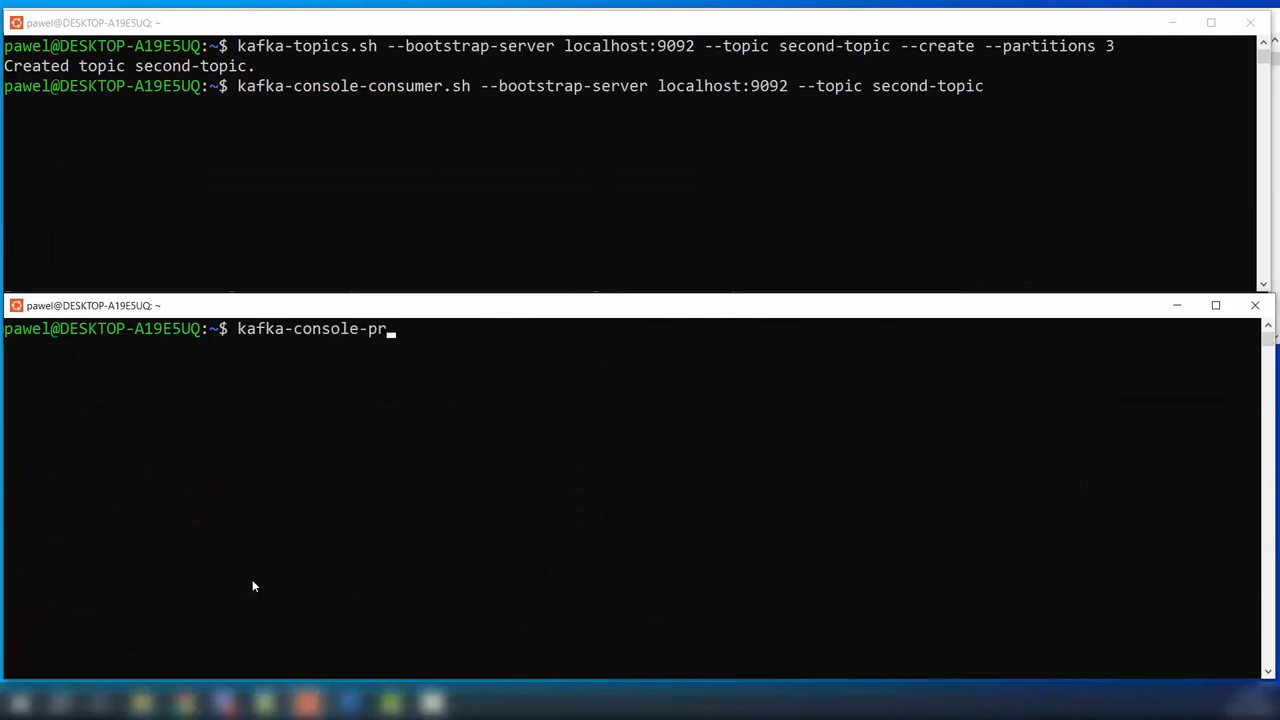 pawel@DESKTOP-A19E5UQ: ~
pawel@DESKTOP-A19E5UQ:~$ kafka-topics.sh --bootstrap-server localhost:9092 --topic second-topic --create --partitions 3
Created topic second-topic.
pawel@DESKTOP-A19E5UQ:~$ kafka-console-consumer.sh --bootstrap-server localhost:9092 --topic second-topic
pawel@DESKTOP-A19E5UQ: ~
pawel@DESKTOP-A19E5UQ:~$ kafka-console-pr